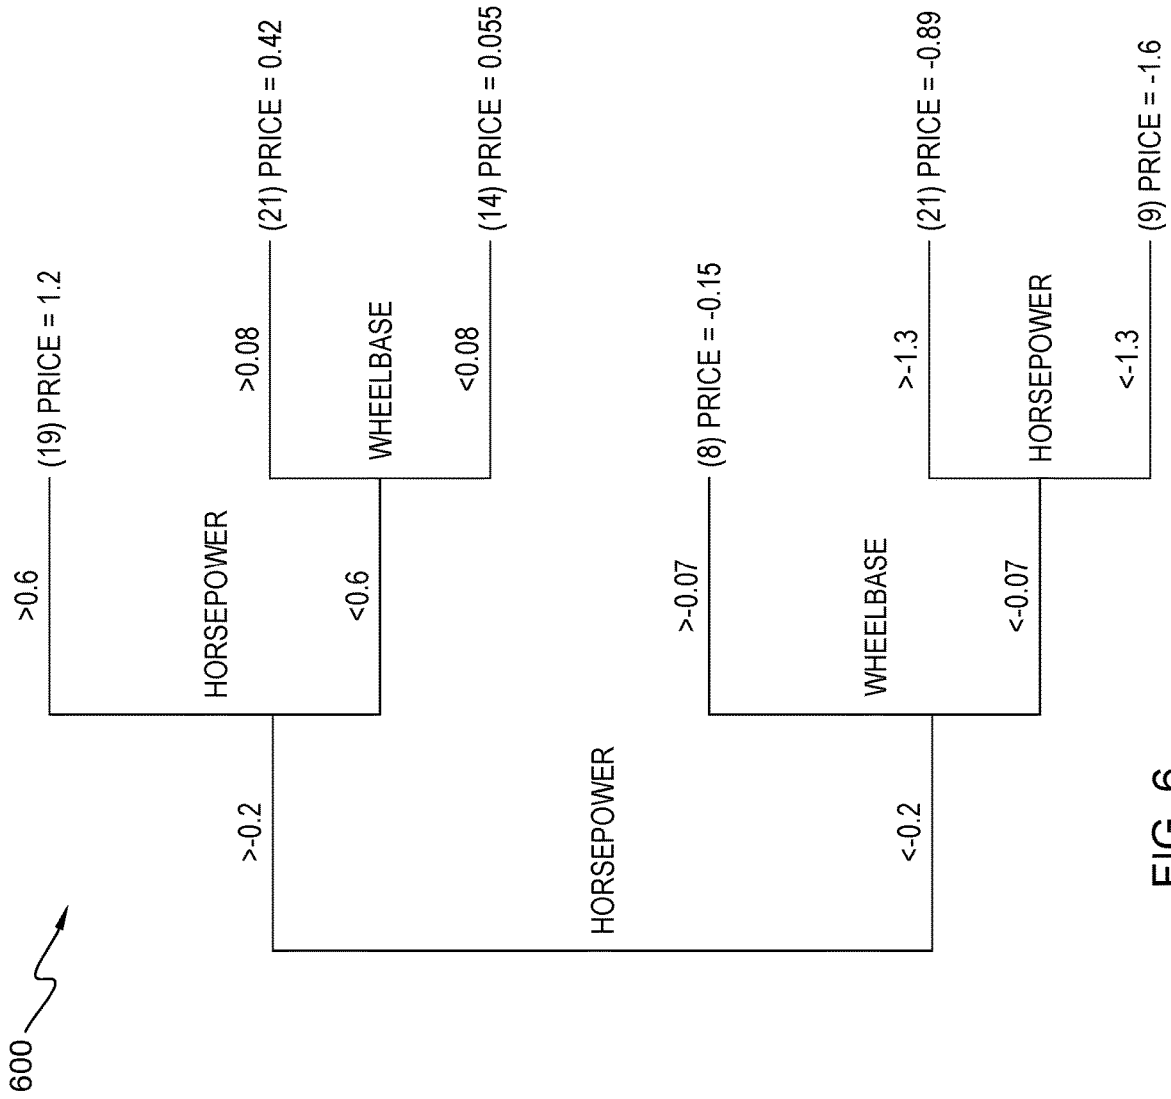 600
>0.6
(19) PRICE = 1.2
HORSEPOWER
>-0.2
>0.08
(21) PRICE = 0.42
<0.6
WHEELBASE
<0.08
(14) PRICE = 0.055
HORSEPOWER
>-0.07
(8) PRICE = -0.15
WHEELBASE
<-0.2
>-1.3
(21) PRICE = -0.89
<-0.07
HORSEPOWER
<-1.3
(9) PRICE = -1.6
FIG. 6